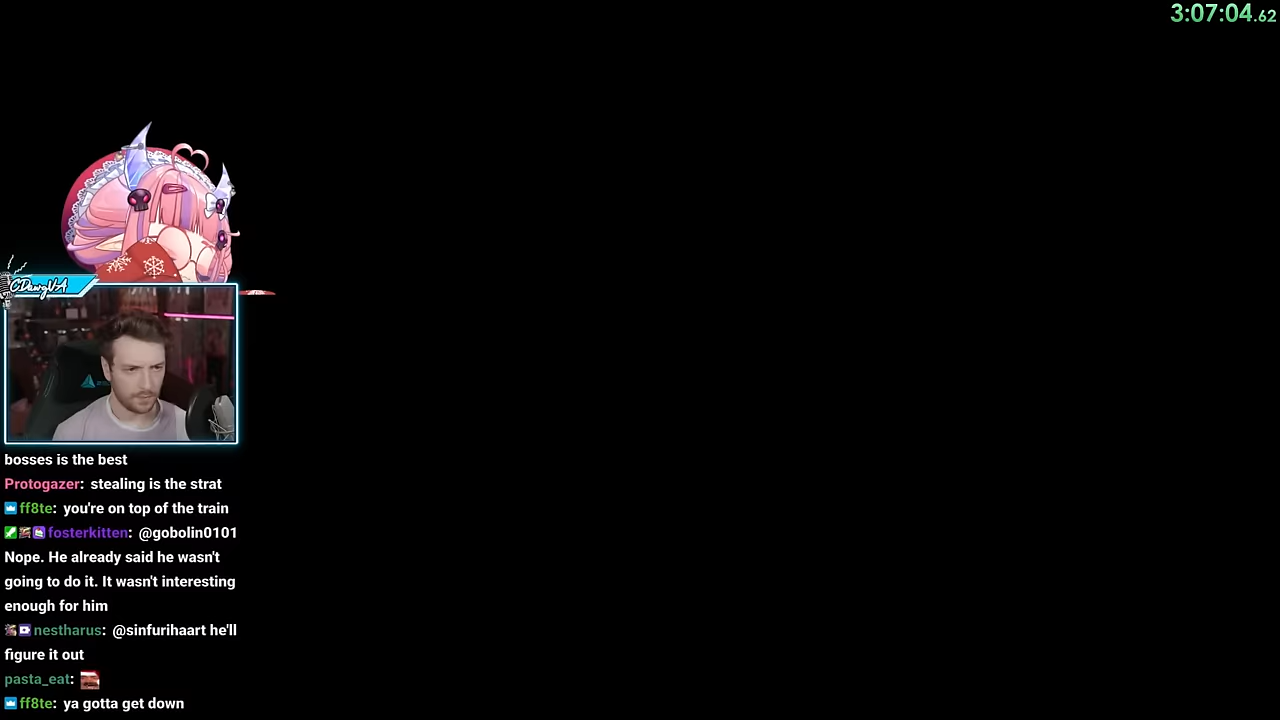 3:07:04.62
CDawgVA
bosses is the best
Protogazer: stealing is the strat
ff8te: you're on top of the train
fosterkitten: @gobolin0101
Nope. He already said he wasn't
going to do it. It wasn't interesting
enough for him
nestharus: @sinfurihaart he'll
figure it out
pasta_eat:
ff8te: ya gotta get down